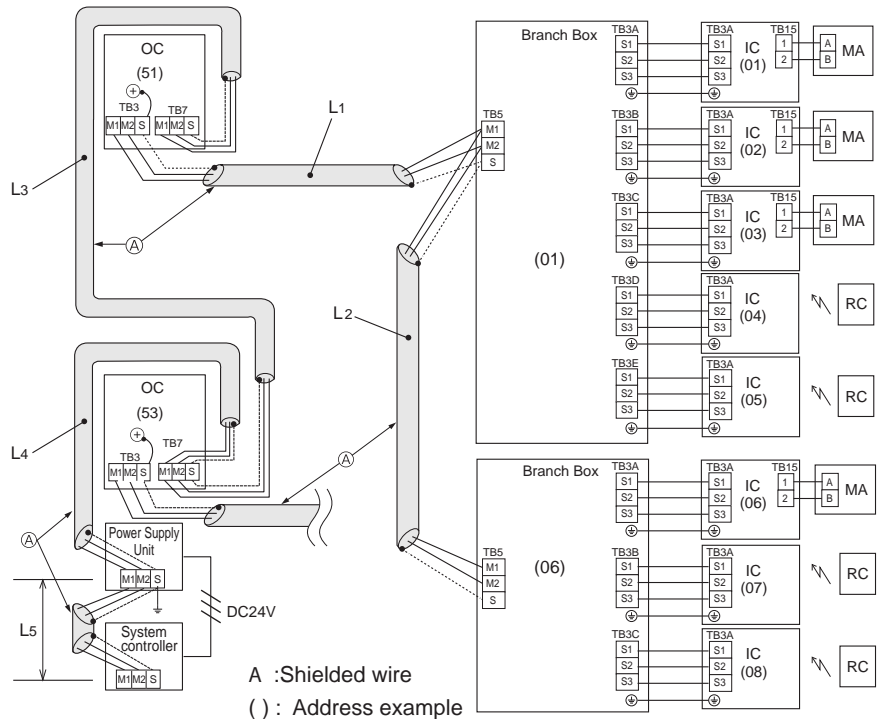 OC
(51)
TB3
TB7
M1 M2 S
M1 M2 S
L3
L1
A
Branch Box
TB5
M1
M2
S
(01)
TB3A
S1
S2
S3
TB3A
S1
S2
S3
IC
(01)
TB15
1
2
A
B
MA
TB3B
S1
S2
S3
TB3A
S1
S2
S3
IC
(02)
TB15
1
2
A
B
MA
TB3C
S1
S2
S3
TB3A
S1
S2
S3
IC
(03)
TB15
1
2
A
B
MA
TB3D
S1
S2
S3
TB3A
S1
S2
S3
IC
(04)
RC
TB3E
S1
S2
S3
TB3A
S1
S2
S3
IC
(05)
RC
L2
A
OC
(53)
TB3
TB7
M1 M2 S
M1 M2 S
L4
A
Power Supply
Unit
M1 M2 S
DC24V
L5
System
controller
M1 M2 S
Branch Box
TB5
M1
M2
S
(06)
TB3A
S1
S2
S3
TB3A
S1
S2
S3
IC
(06)
TB15
1
2
A
B
MA
TB3B
S1
S2
S3
TB3A
S1
S2
S3
IC
(07)
RC
TB3C
S1
S2
S3
TB3A
S1
S2
S3
IC
(08)
RC
A :Shielded wire
( ) : Address example